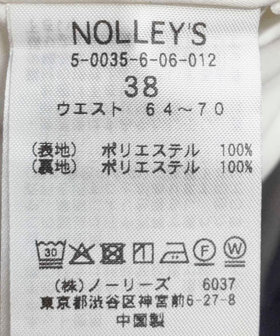 NOLLEY'S
5-0035-6-06-012
38
ウエスト 64~70
(表地) ポリエステル 100%
(裏地) ポリエステル 100%
30
F W
(株)ノーリーズ 6037
東京都渋谷区神宮前6-27-8
中国製